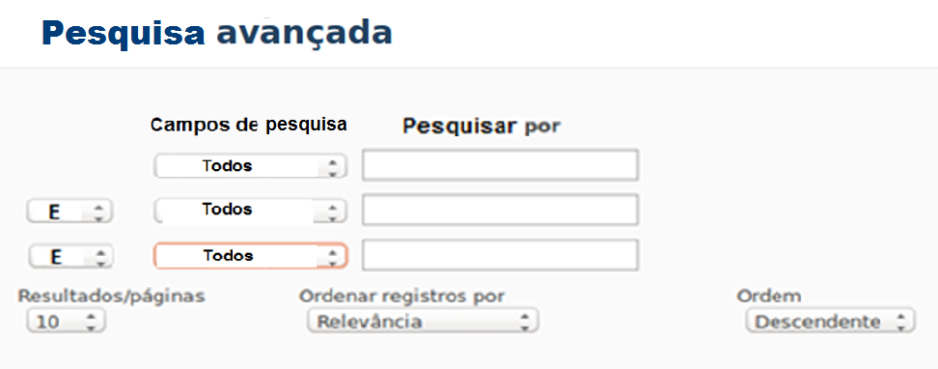 Pesquisa avançada
Campos de pesquisa Pesquisar por
Todos
E Todos
E Todos
Resultados/páginas Ordenar registros por Ordem
10 Relevância Descendente